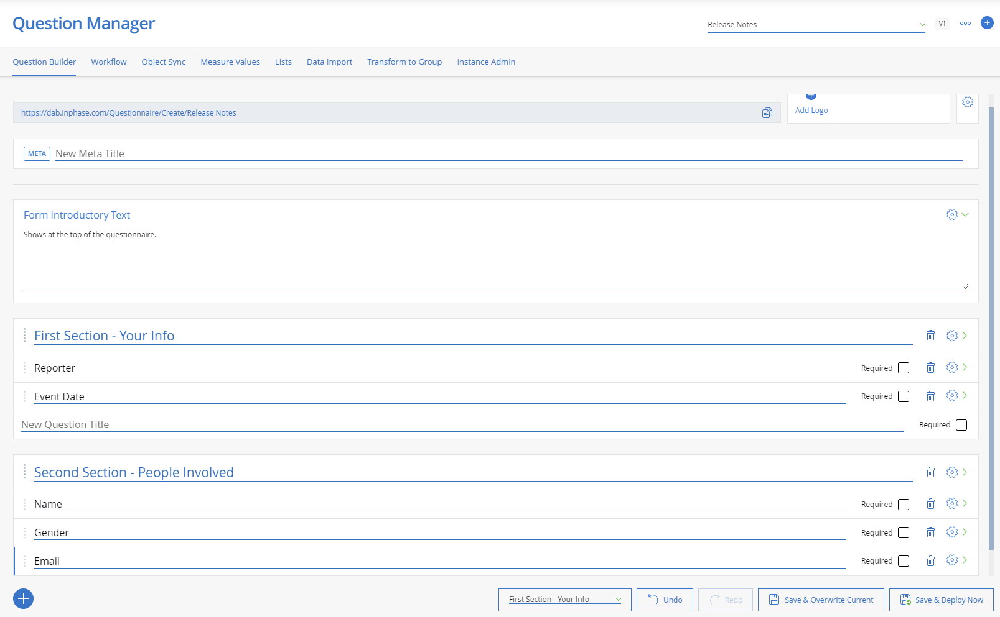 Question Manager
Release Notes
V1
Question Builder Workflow Object Sync Measure Values Lists Data Import Transform to Group Instance Admin
https://dab.inphase.com/Questionnaire/Create/Release Notes
Add Logo
META New Meta Title
Form Introductory Text
Shows at the top of the questionnaire.
First Section - Your Info
Reporter Required
Event Date Required
New Question Title Required
Second Section - People Involved
Name Required
Gender Required
Email Required
First Section - Your Info Undo Redo Save & Overwrite Current Save & Deploy Now